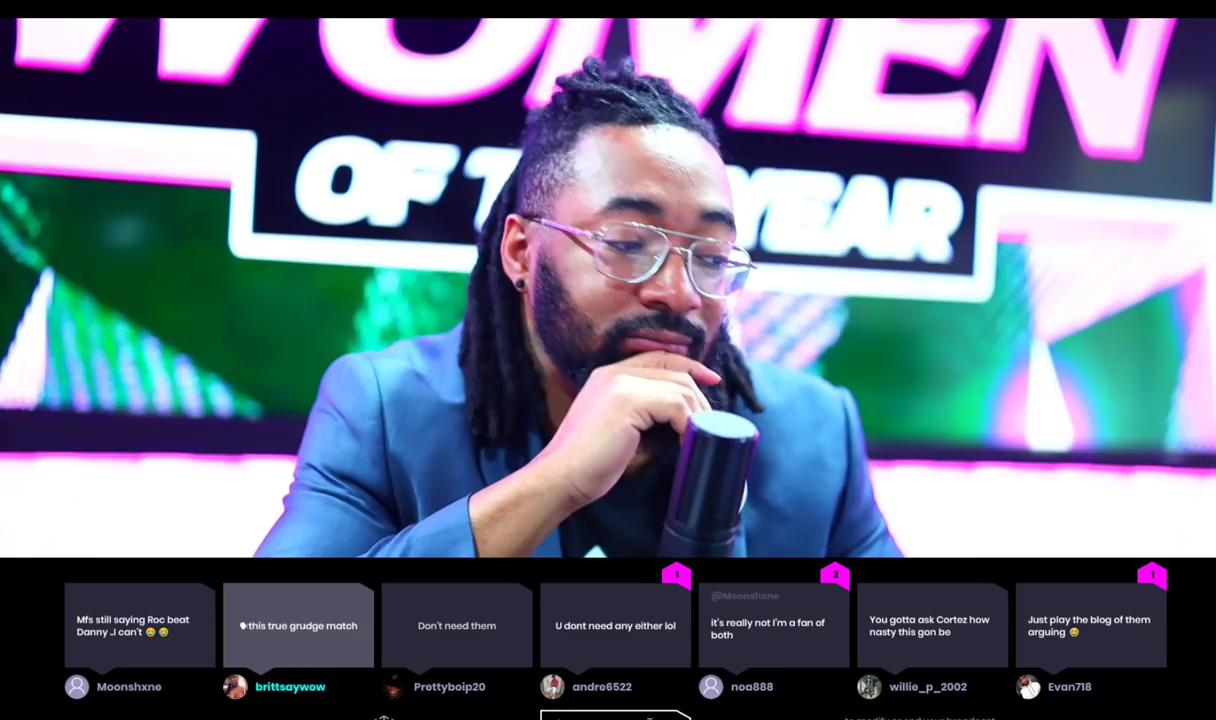 WOMEN
OF T YEAR
1
2
1
Mfs still saying Roc beat
Danny ..I can't 😭 😭
🗣this true grudge match
Don't need them
U dont need any either lol
@Moonshxne
it's really not I'm a fan of
both
You gotta ask Cortez how
nasty this gon be
Just play the blog of them
arguing 😭
Moonshxne
brittsaywow
Prettyboip20
andre6522
noa888
willie_p_2002
Evan718